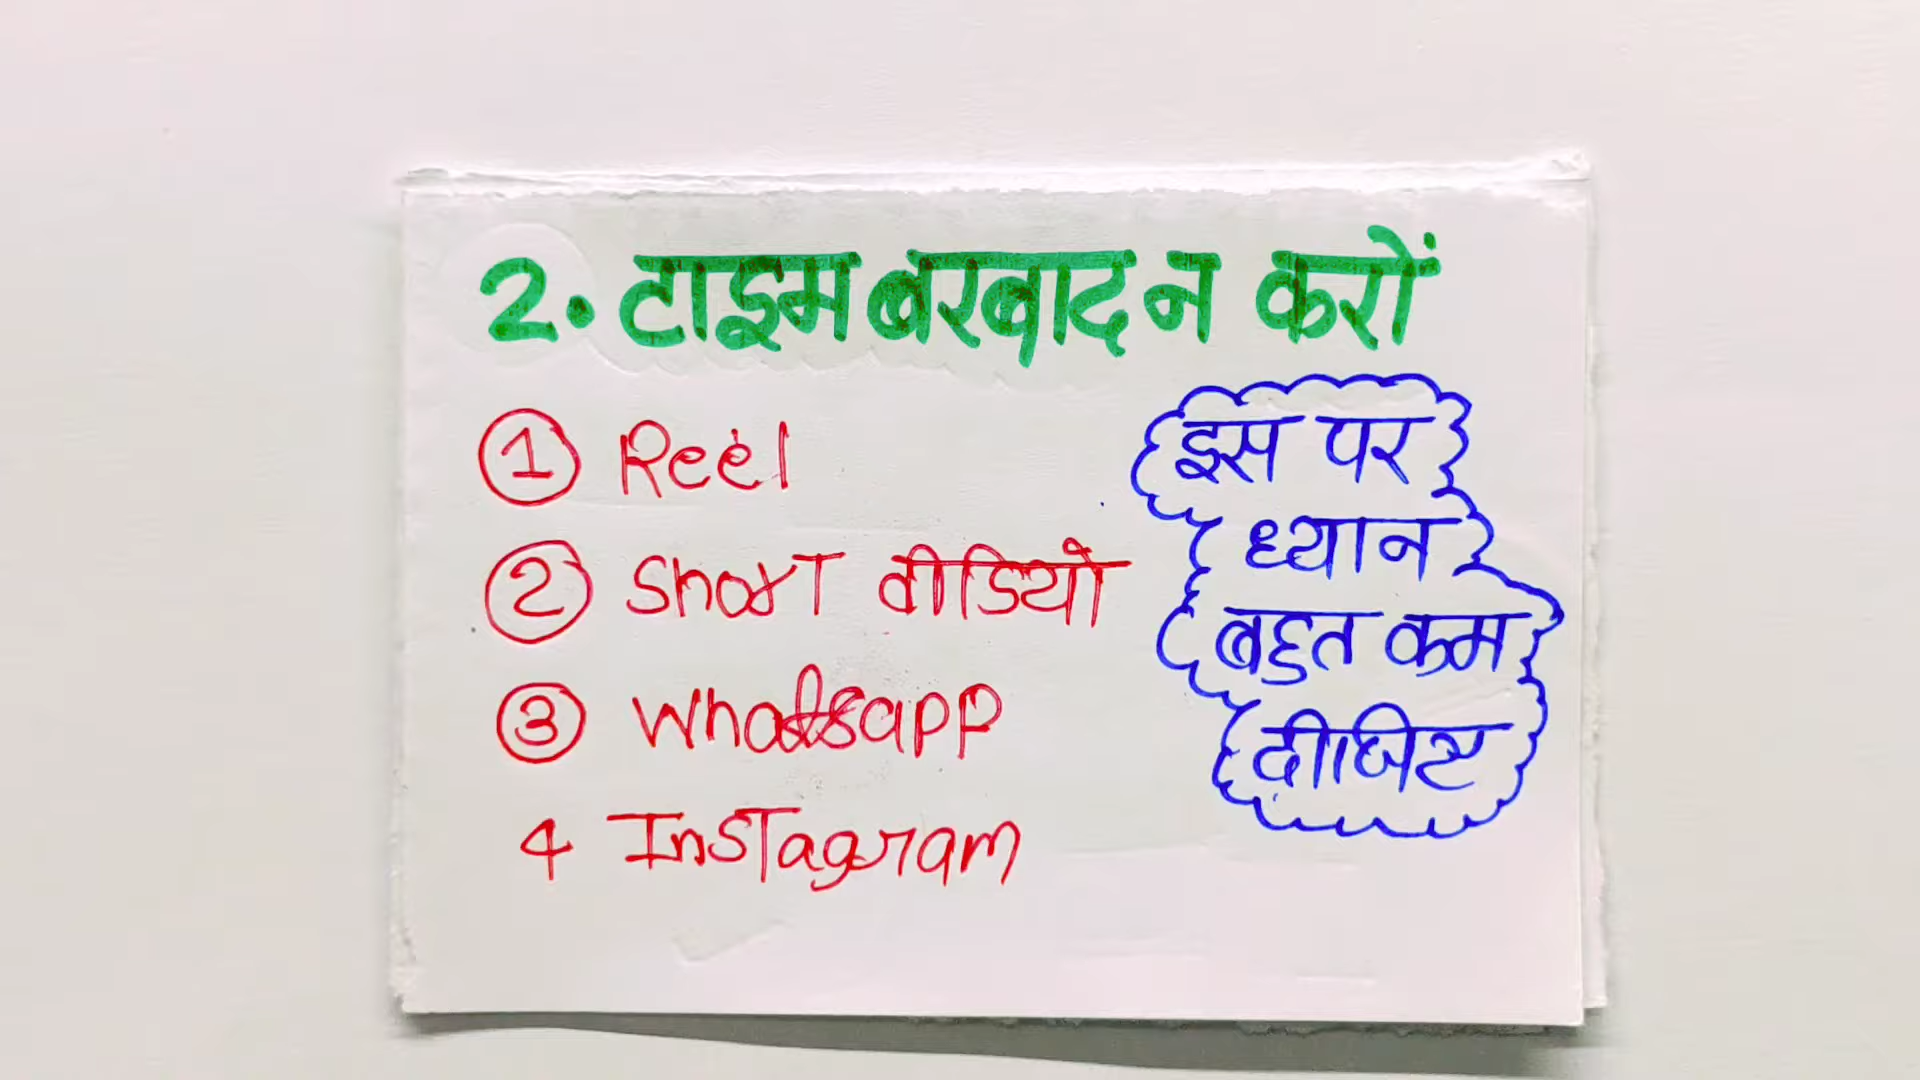 2. टाइम बरबाद न करों
① Reel
② Short वीडियो
③ Whatsapp
4 Instagram
इस पर
ध्यान
बहुत कम
दीजिए